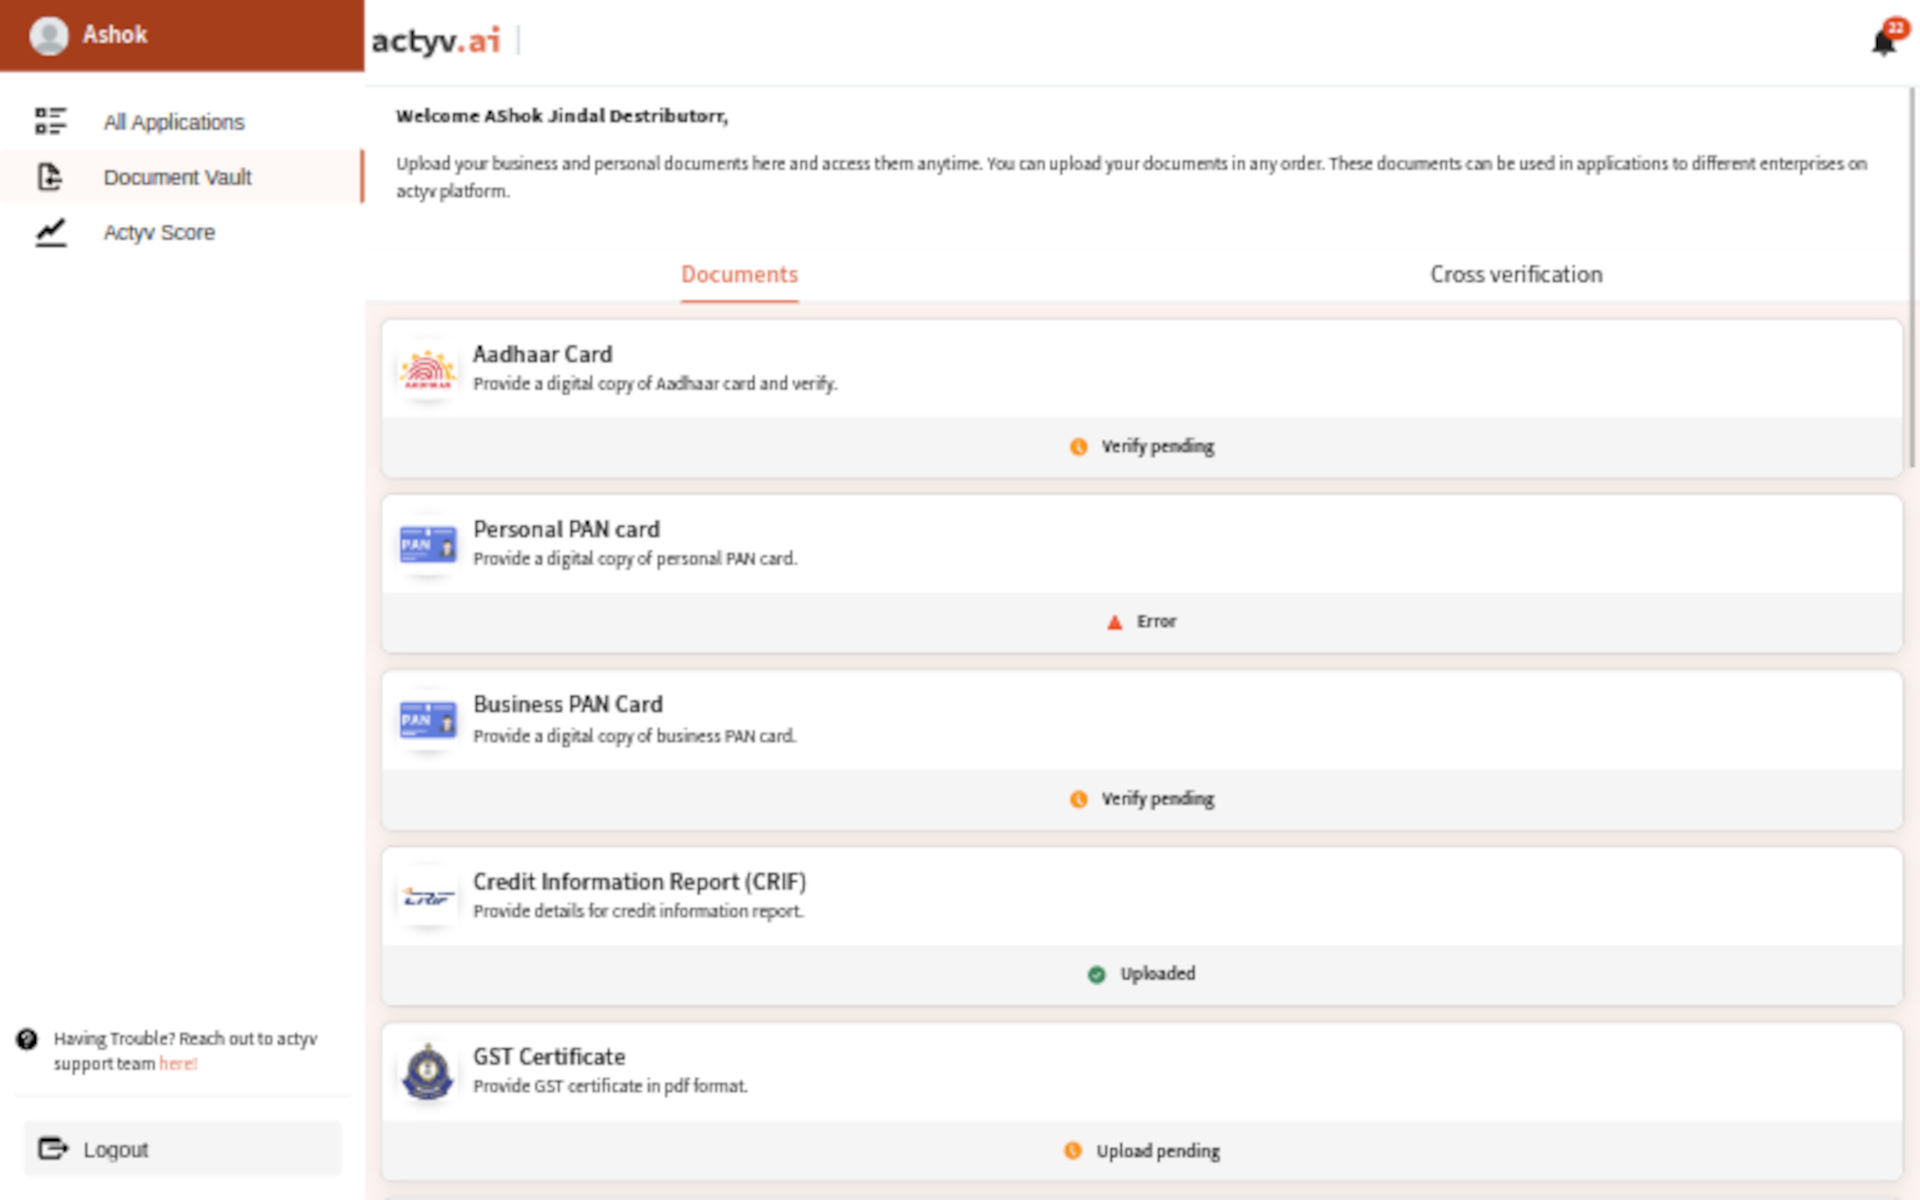 Ashok
All Applications
Document Vault
Actyv Score
Having Trouble? Reach out to actyv
support team here!
Logout
actyv.ai
22
Welcome AShok Jindal Destributorr,
Upload your business and personal documents here and access them anytime. You can upload your documents in any order. These documents can be used in applications to different enterprises on
actyv platform.
Documents
Cross verification
AADHAAR
Aadhaar Card
Provide a digital copy of Aadhaar card and verify.
Verify pending
PAN
Personal PAN card
Provide a digital copy of personal PAN card.
Error
PAN
Business PAN Card
Provide a digital copy of business PAN card.
Verify pending
CRIF
Credit Information Report (CRIF)
Provide details for credit information report.
Uploaded
GST Certificate
Provide GST certificate in pdf format.
Upload pending